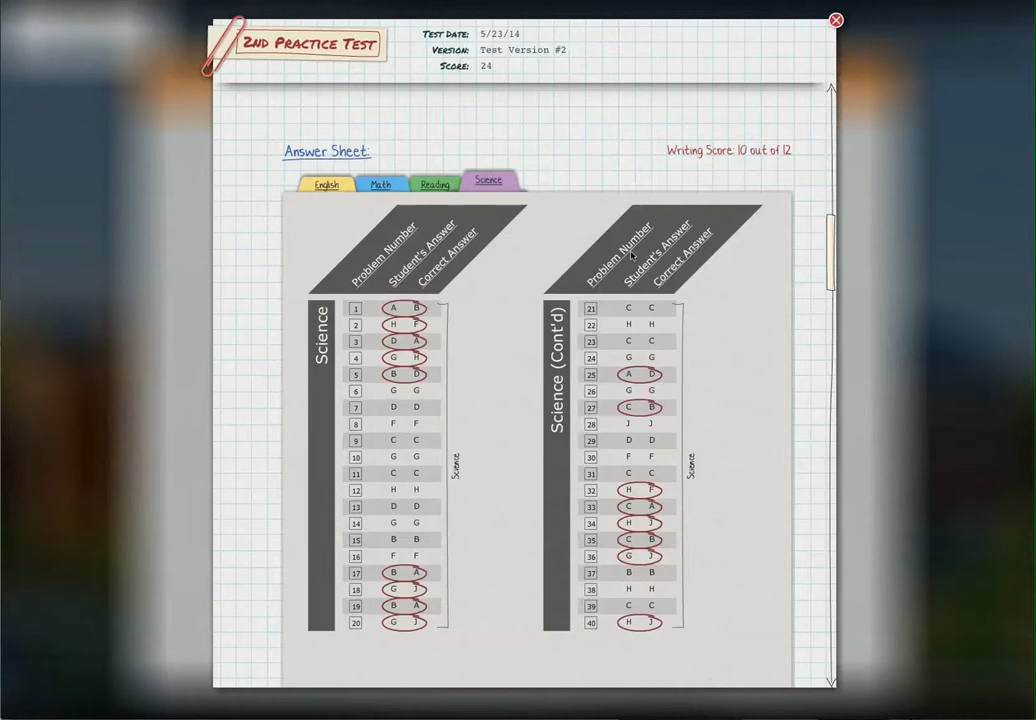 2ND PRACTICE TEST
TEST DATE: 5/23/14
VERSION: Test Version #2
SCORE: 24
Answer Sheet:
Writing Score: 10 out of 12
English Math Reading Science
Problem Number
Student's Answer
Correct Answer
Science
1 A B
2 H F
3 D A
4 G H
5 B D
6 G G
7 D D
8 F F
9 C C
10 G G
11 C C
12 H H
13 D D
14 G G
15 B B
16 F F
17 B A
18 G J
19 B A
20 G J
Science
Problem Number
Student's Answer
Correct Answer
Science (Cont'd)
21 C C
22 H H
23 C C
24 G G
25 A D
26 G G
27 C B
28 J J
29 D D
30 F F
31 C C
32 H F
33 C A
34 H J
35 C B
36 G J
37 B B
38 H H
39 C C
40 H J
Science